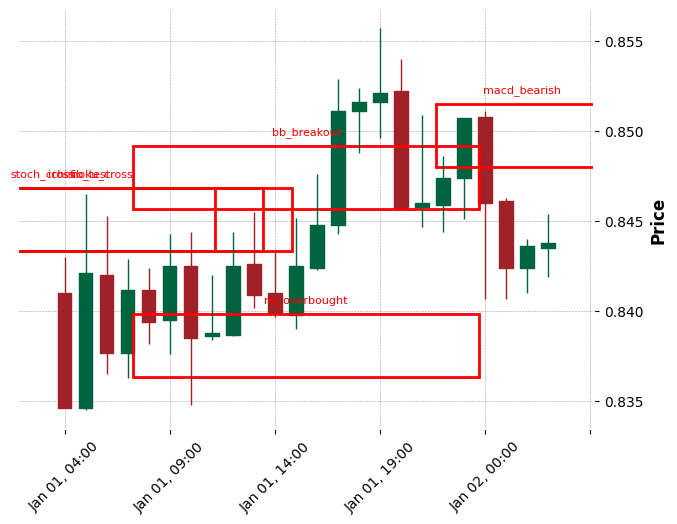 0.855
macd_bearish
0.850
bb_breakout
stoch_cross
fib_test
0.845
Price
rsi_overbought
0.840
0.835
Jan 01, 04:00
Jan 01, 09:00
Jan 01, 14:00
Jan 01, 19:00
Jan 02, 00:00